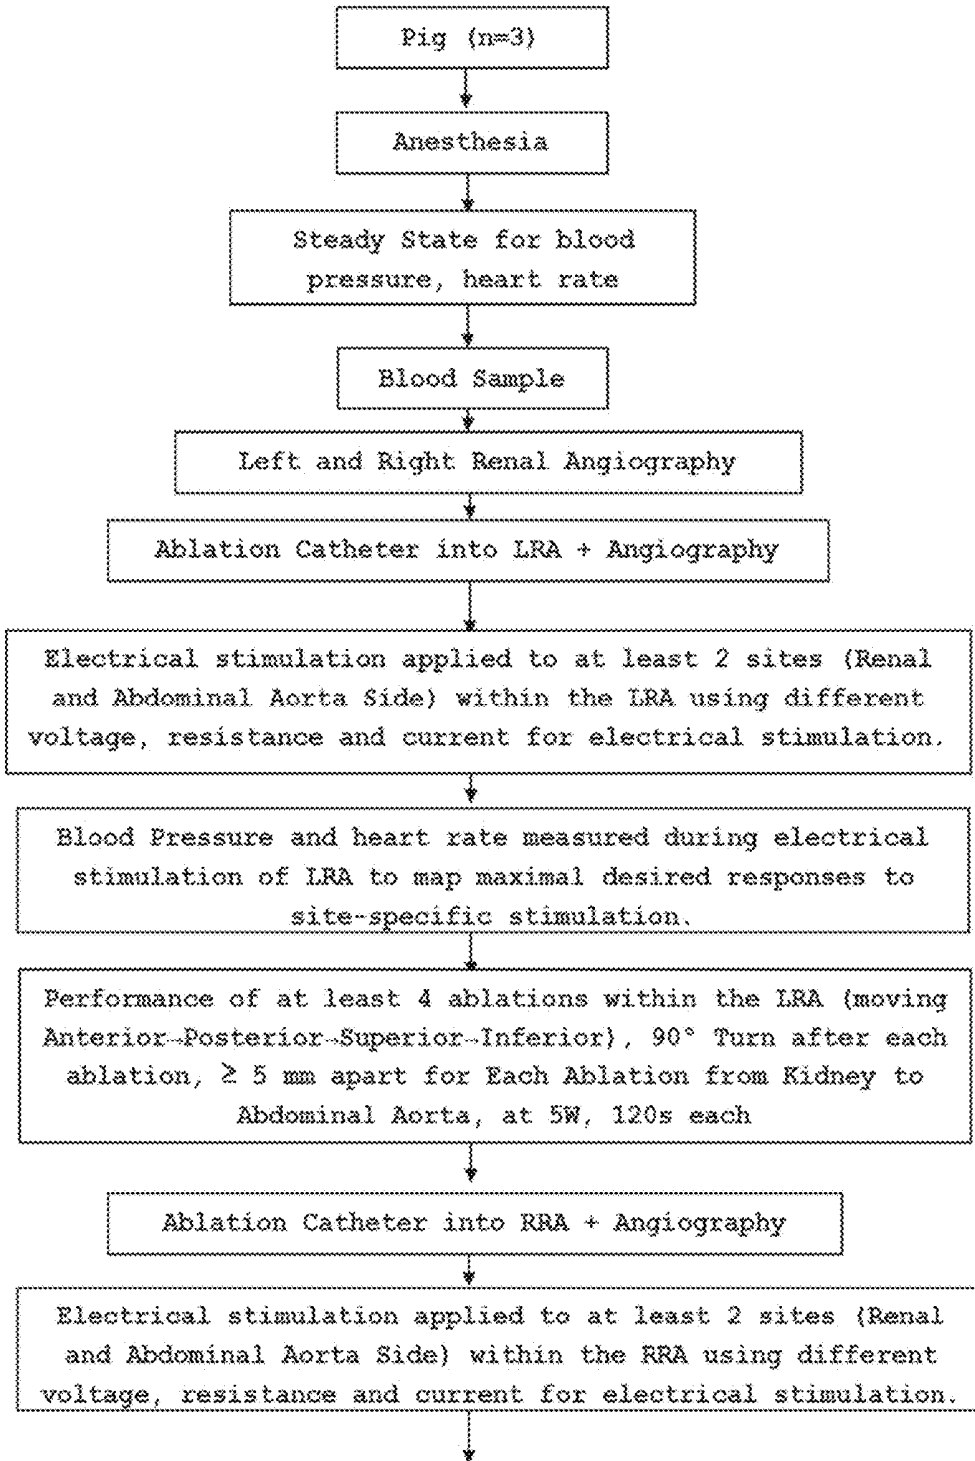 Pig (n=3)
Anesthesia
Steady State for blood
pressure, heart rate
Blood Sample
Left and Right Renal Angiography
Ablation Catheter into LRA + Angiography
Electrical stimulation applied to at least 2 sites (Renal
and Abdominal Aorta Side) within the LRA using different
voltage, resistance and current for electrical stimulation.
Blood Pressure and heart rate measured during electrical
stimulation of LRA to map maximal desired responses to
site-specific stimulation.
Performance of at least 4 ablations within the LRA (moving
Anterior→Posterior→Superior→Inferior), 90° Turn after each
ablation, ≥ 5 mm apart for Each Ablation from Kidney to
Abdominal Aorta, at 5W, 120s each
Ablation Catheter into RRA + Angiography
Electrical stimulation applied to at least 2 sites (Renal
and Abdominal Aorta Side) within the RRA using different
voltage, resistance and current for electrical stimulation.